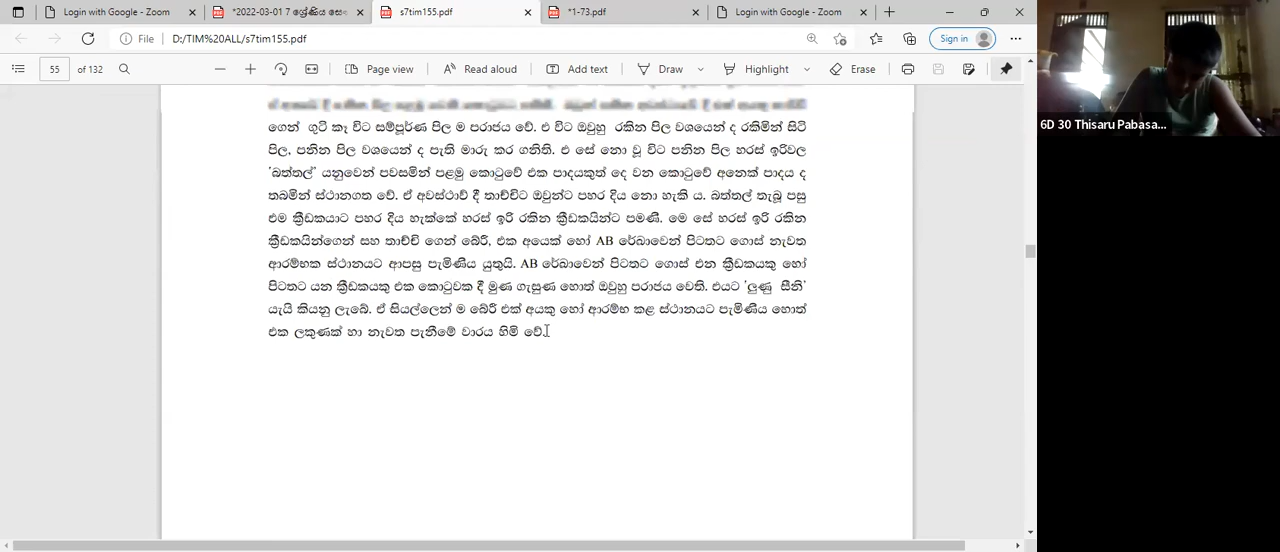 Login with Google - Zoom
*2022-03-01 7 ශ්‍රේණිය සෞ
s7tim155.pdf
*1-73.pdf
Login with Google - Zoom
File D:/TIM%20ALL/s7tim155.pdf
Sign in
55 of 132
Page view
Read aloud
Add text
Draw
Highlight
Erase
6D 30 Thisaru Pabasa...
ගෙන් ගුටි කෑ විට සම්පූර්ණ පිල ම පරාජය වේ. එ විට ඔවුහු රකින පිල වශයෙන් ද රකිමින් සිටි
පිල, පනින පිල වශයෙන් ද පැති මාරු කර ගනිති. එ සේ නො වූ විට පනින පිල හරස් ඉරිවල
'බත්තල්' යනුවෙන් පවසමින් පළමු කොටුවේ එක පාදයකුත් දෙ වන කොටුවේ අනෙක් පාදය ද
තබමින් ස්ථානගත වේ. ඒ අවස්ථාව් දී තාච්චිට ඔවුන්ට පහර දිය නො හැකි ය. බත්තල් තැබූ පසු
එම ක්‍රීඩකයාට පහර දිය හැක්කේ හරස් ඉරි රකින ක්‍රීඩකයින්ට පමණී. මෙ සේ හරස් ඉරි රකින
ක්‍රීඩකයින්ගෙන් සහ තාච්චි ගෙන් බේරී, එක අයෙක් හෝ AB රේඛාවෙන් පිටතට ගොස් නැවත
ආරම්භක ස්ථානයට ආපසු පැමිණිය යුතුයි. AB රේඛාවෙන් පිටතට ගොස් එන ක්‍රීඩකයකු හෝ
පිටතට යන ක්‍රීඩකයකු එක කොටුවක දී මුණ ගැසුණ හොත් ඔවුහු පරාජය වෙති. එයට 'ලුණු සීනි'
යැයි කියනු ලැබේ. ඒ සියල්ලෙන් ම බේරී එක් අයකු හෝ ආරම්භ කළ ස්ථානයට පැමිණිය හොත්
එක ලකුණක් හා නැවත පැනීමේ වාරය හිමි වේ.